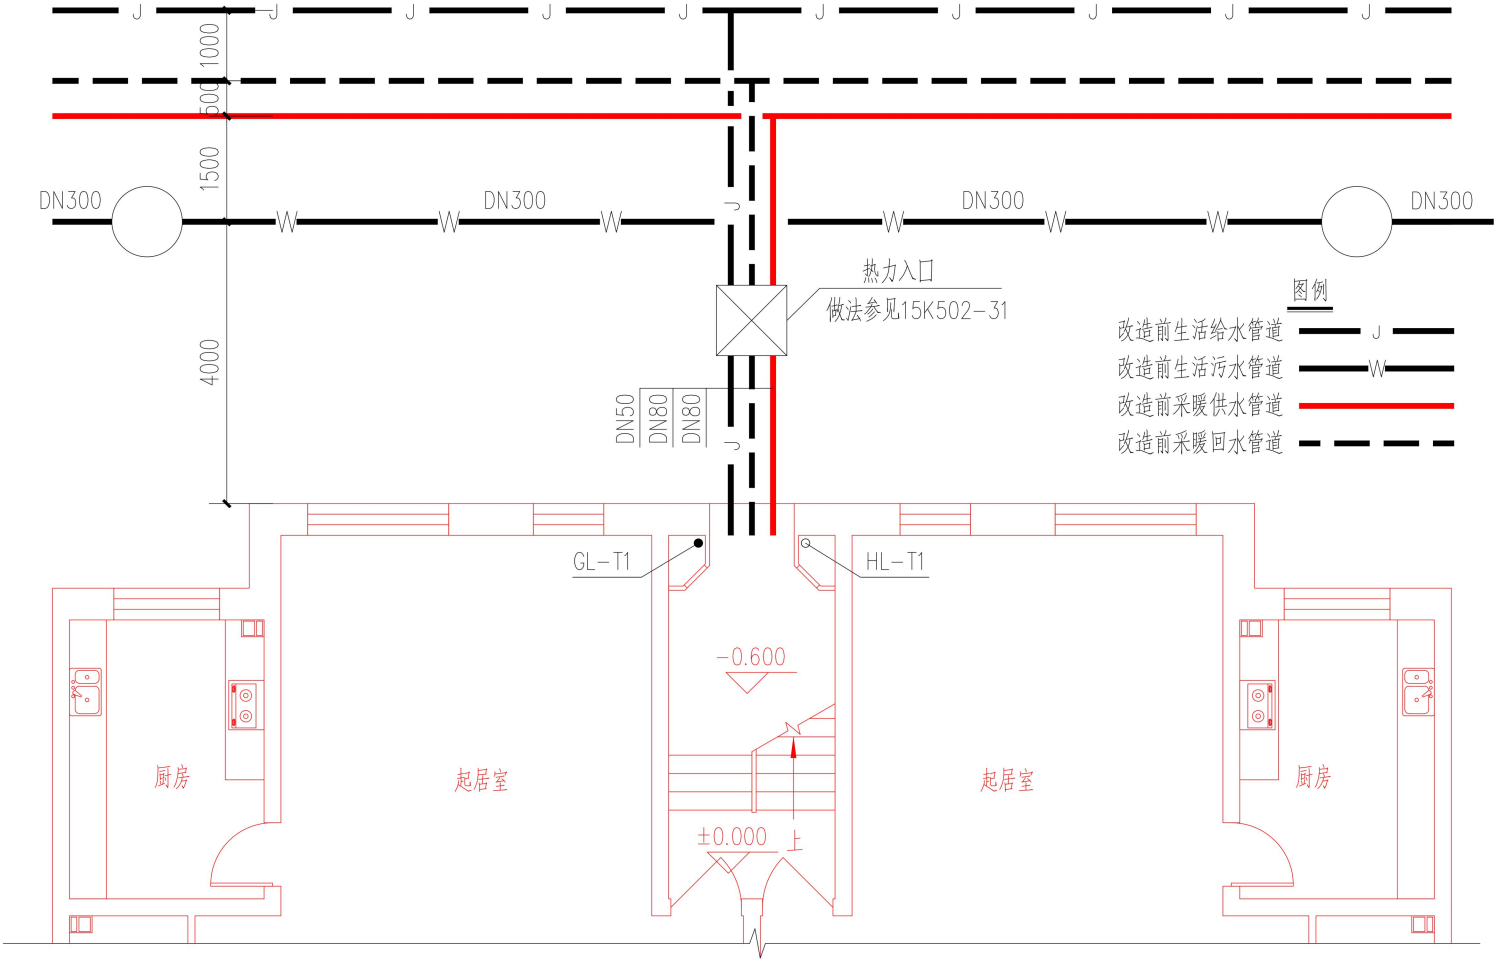 J J J J J J J J J J
1000
500
1500
DN300 DN300 DN300 DN300
W W W W W W
J
热力入口
做法参见15K502-31
4000
图例
改造前生活给水管道 J
改造前生活污水管道 W
改造前采暖供水管道
改造前采暖回水管道
DN50
DN80
DN80
J
GL-T1 HL-T1
-0.600
厨房 起居室 起居室 厨房
±0.000 上